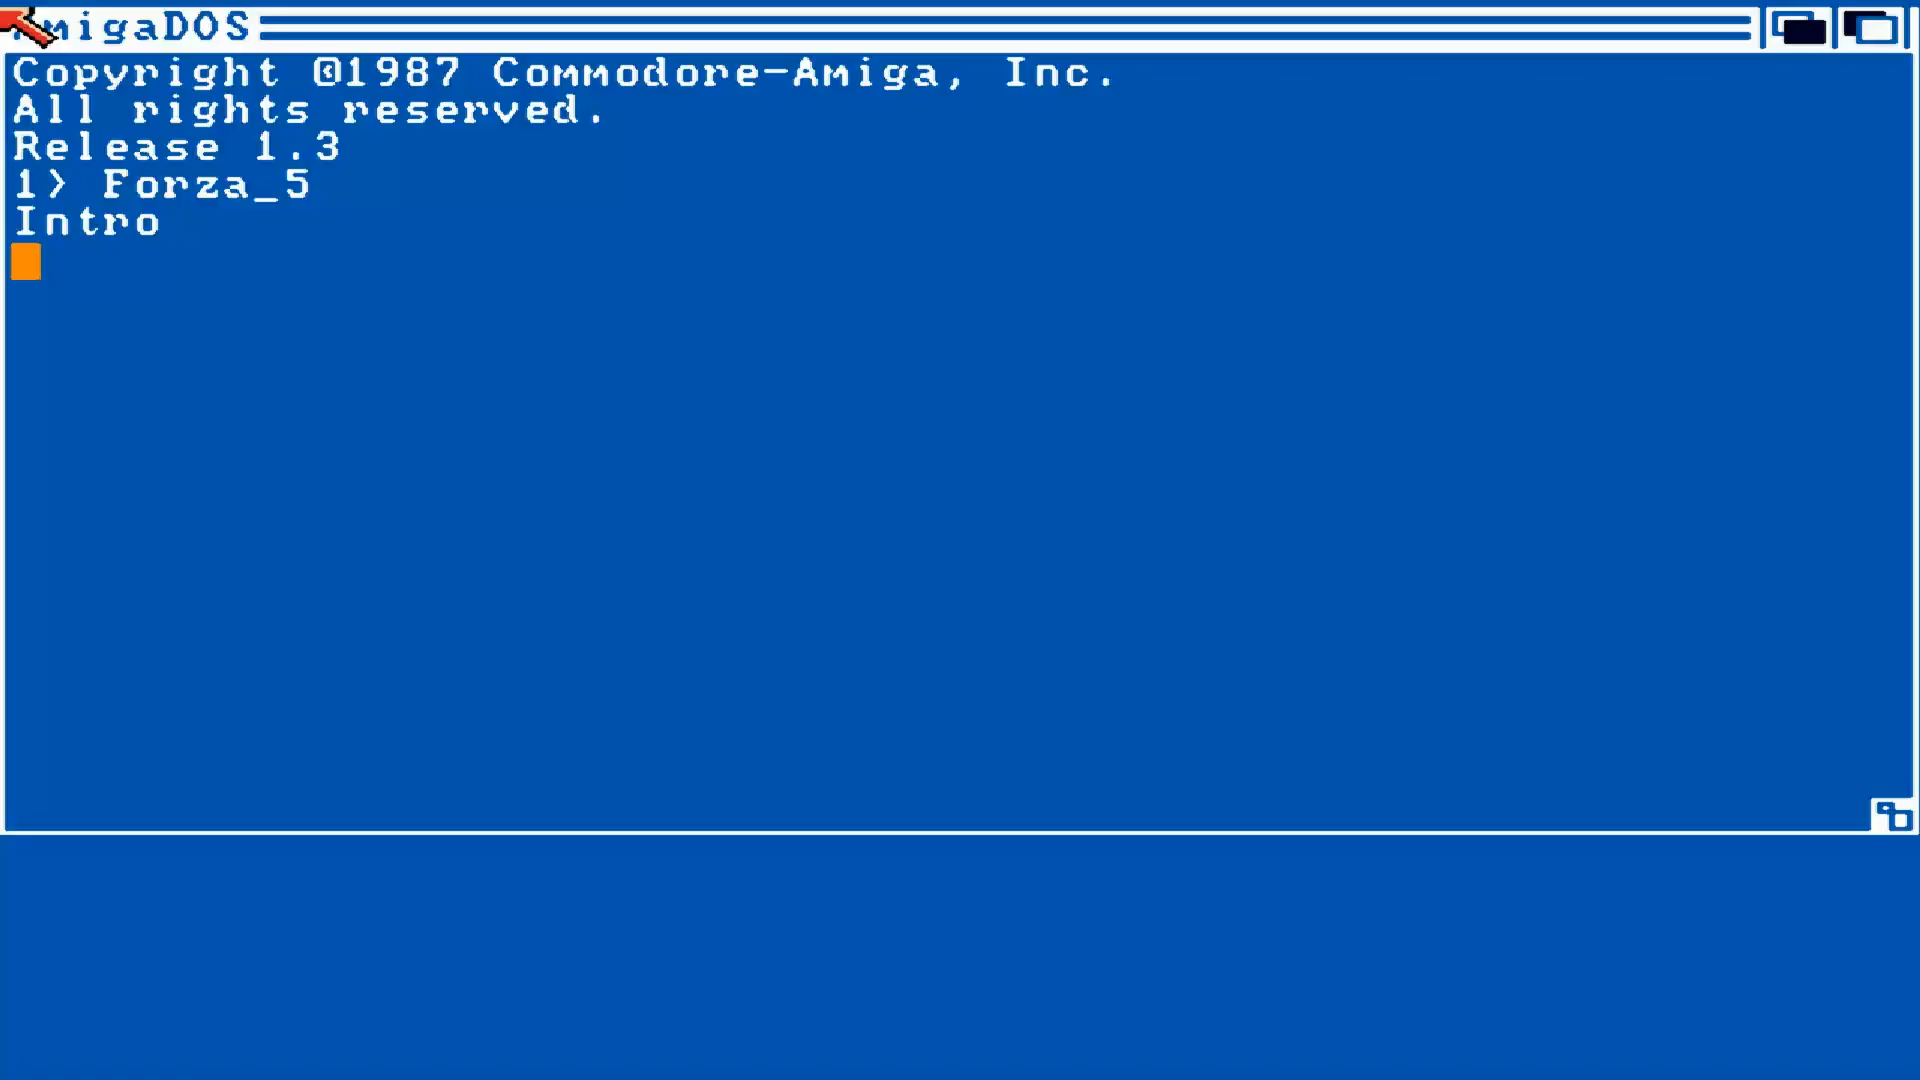 AmigaDOS
Copyright ©1987 Commodore-Amiga, Inc.
All rights reserved.
Release 1.3
1> Forza_5
Intro